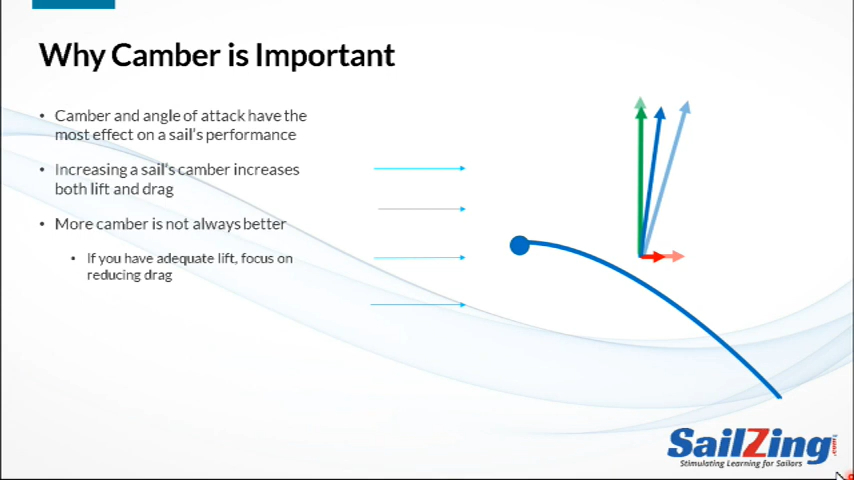 Why Camber is Important
• Camber and angle of attack have the
most effect on a sail's performance
• Increasing a sail's camber increases
both lift and drag
• More camber is not always better
• If you have adequate lift, focus on
reducing drag
SailZing.com
Stimulating Learning for Sailors